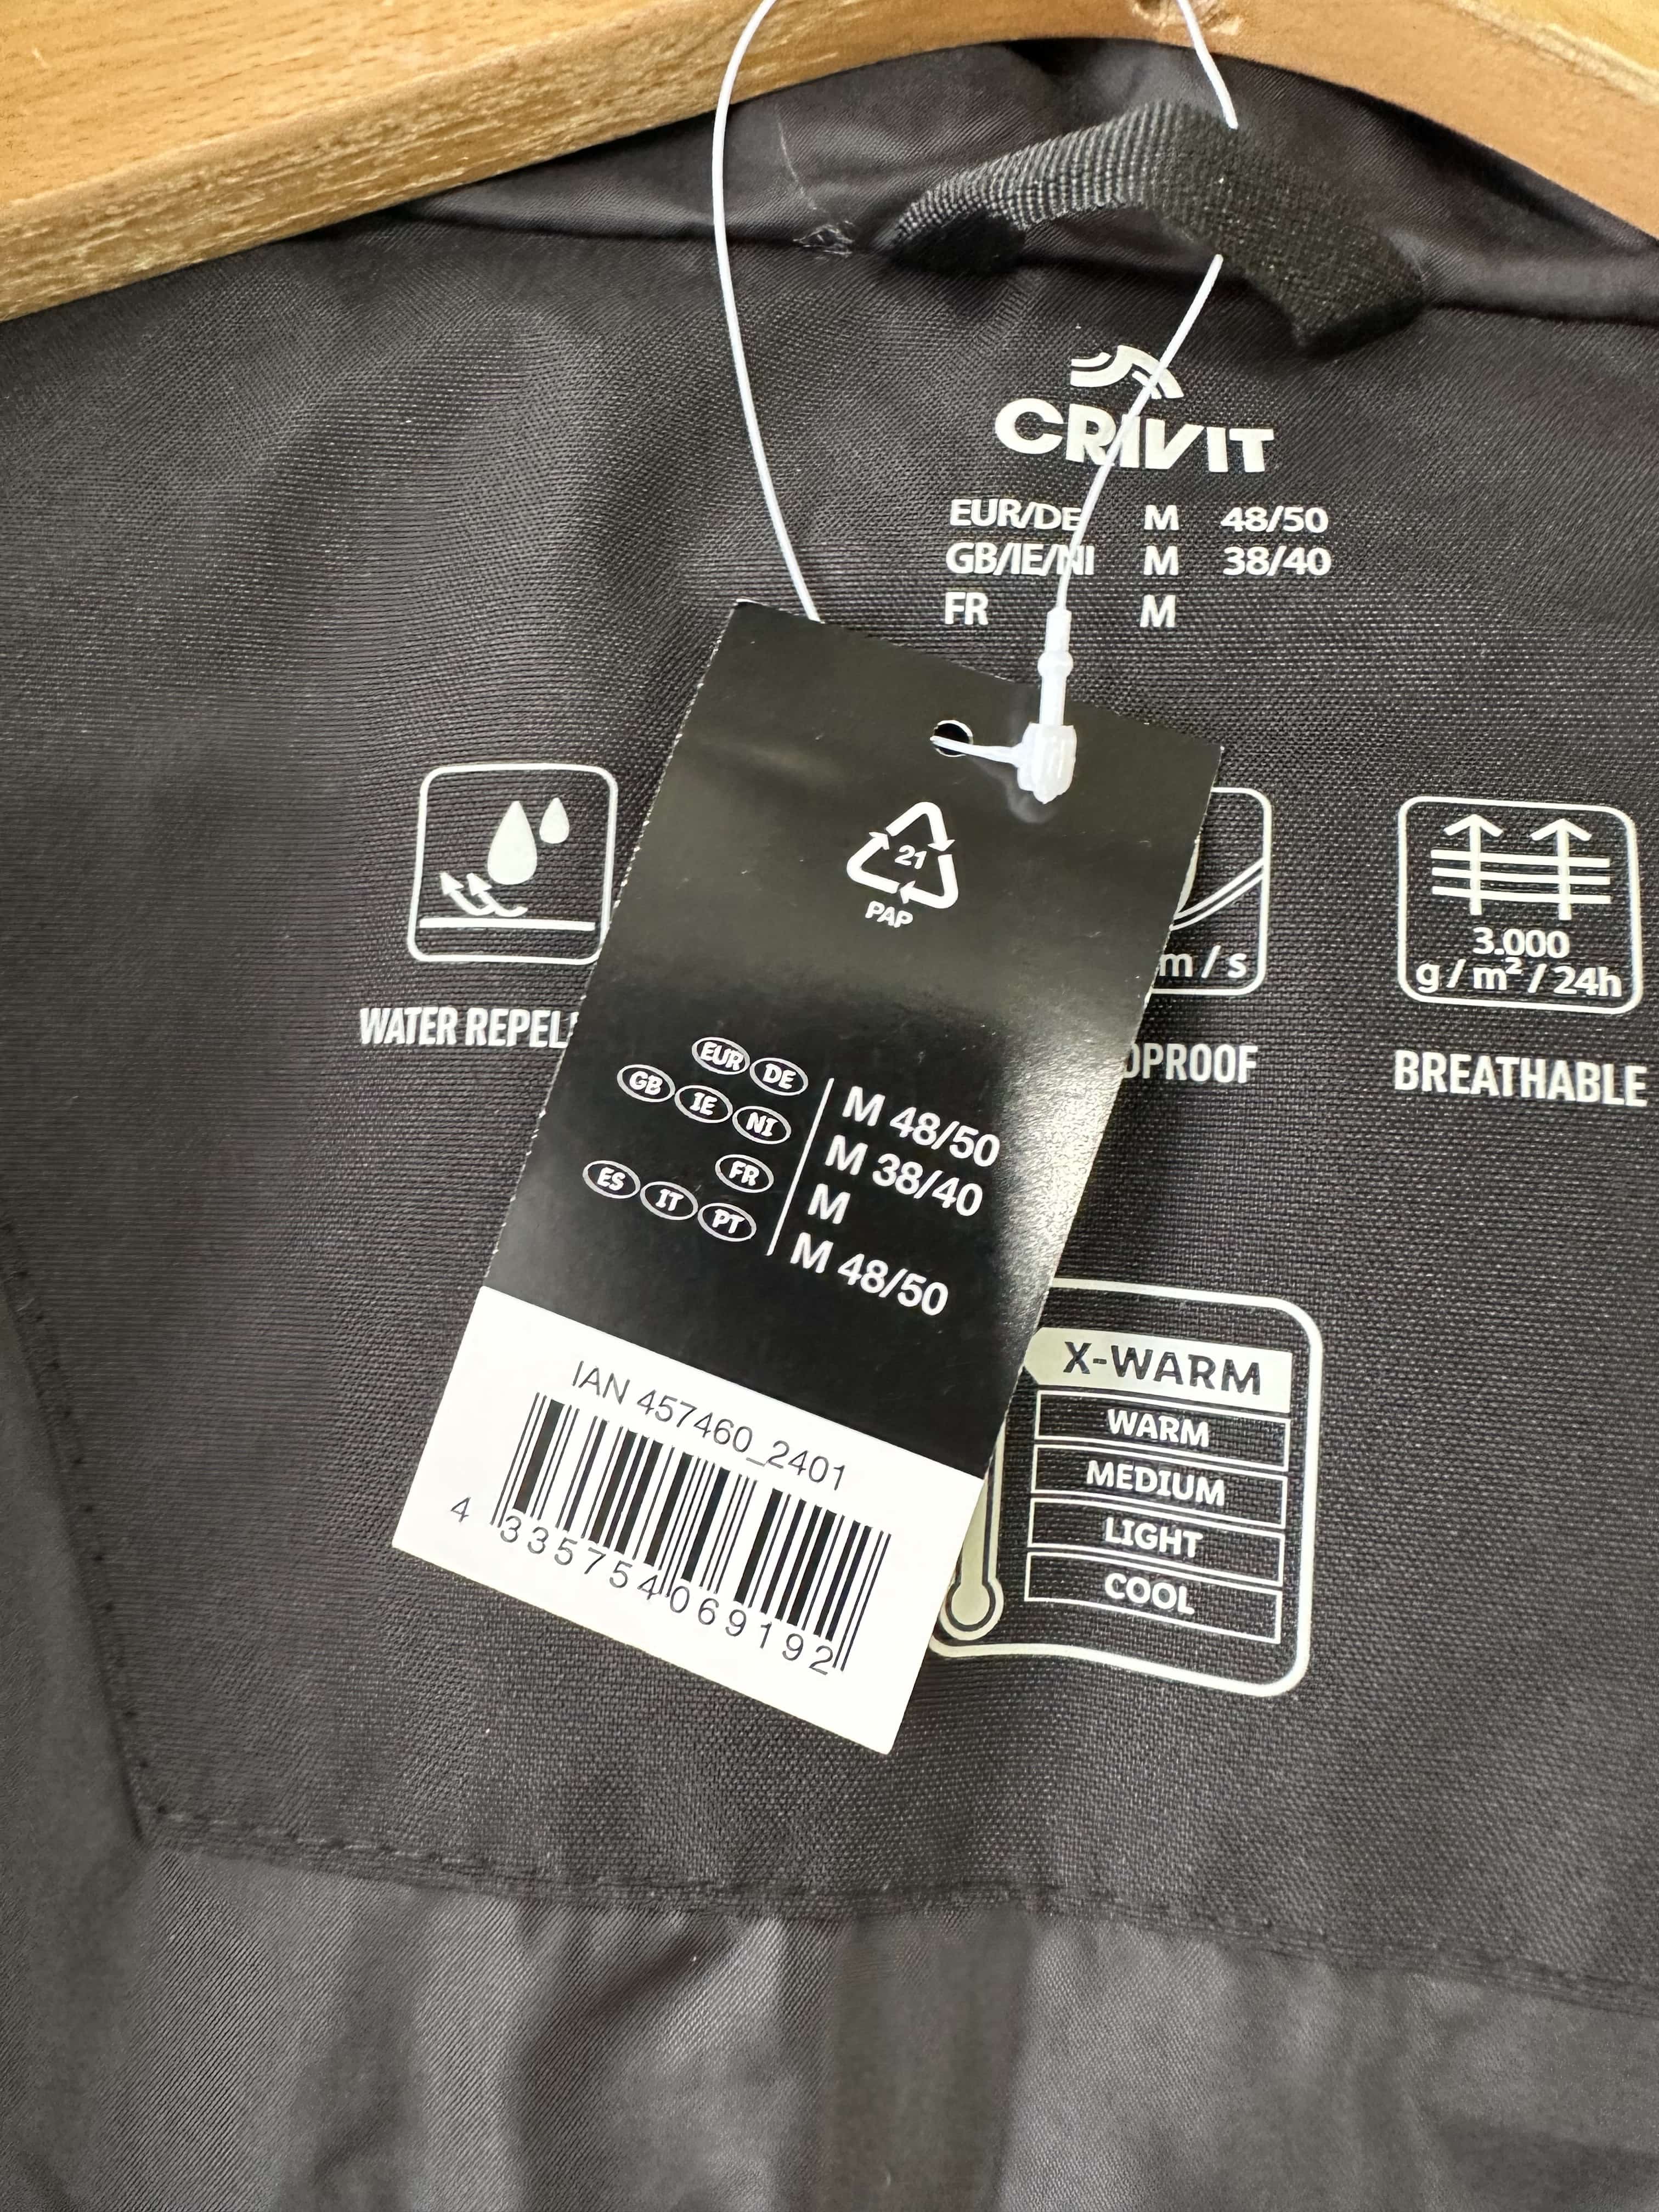 CRIVIT
EUR/DE M 48/50
GB/IE/NI M 38/40
FR M
21
PAP
m/s
3.000
g/m²/24h
WATER REPEL
DPROOF
BREATHABLE
EUR DE M 48/50
GB IE NI M 38/40
FR M
ES IT PT M 48/50
X-WARM
WARM
MEDIUM
LIGHT
COOL
IAN 457460_2401
4 335754 069192